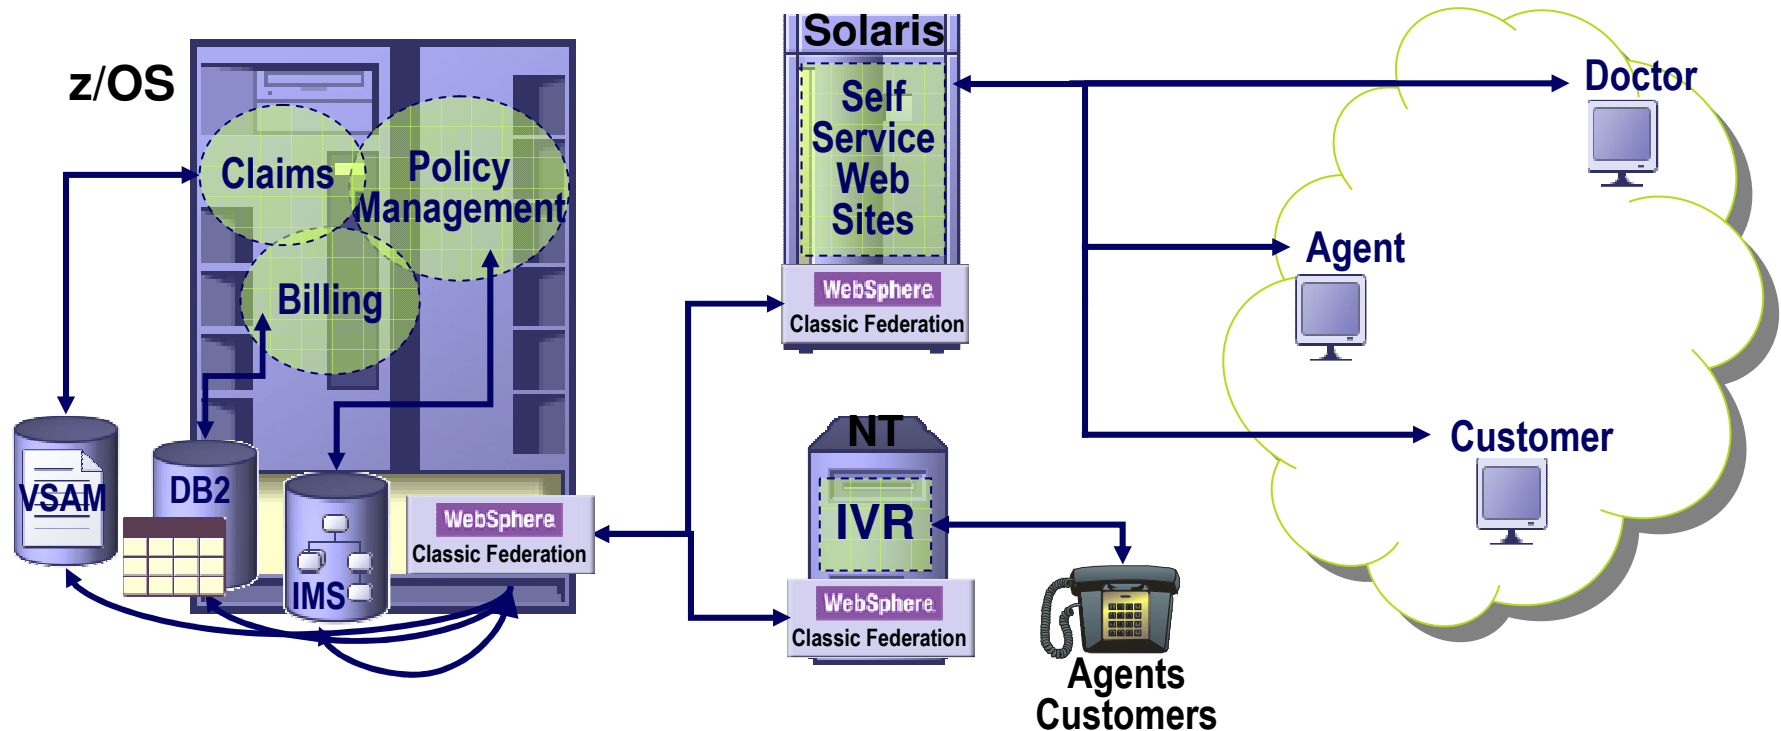 z/OS
Claims
Policy
Management
Billing
VSAM
DB2
IMS
WebSphere
Classic Federation
Solaris
Self
Service
Web
Sites
WebSphere
Classic Federation
NT
IVR
WebSphere
Classic Federation
Agents
Customers
Doctor
Agent
Customer